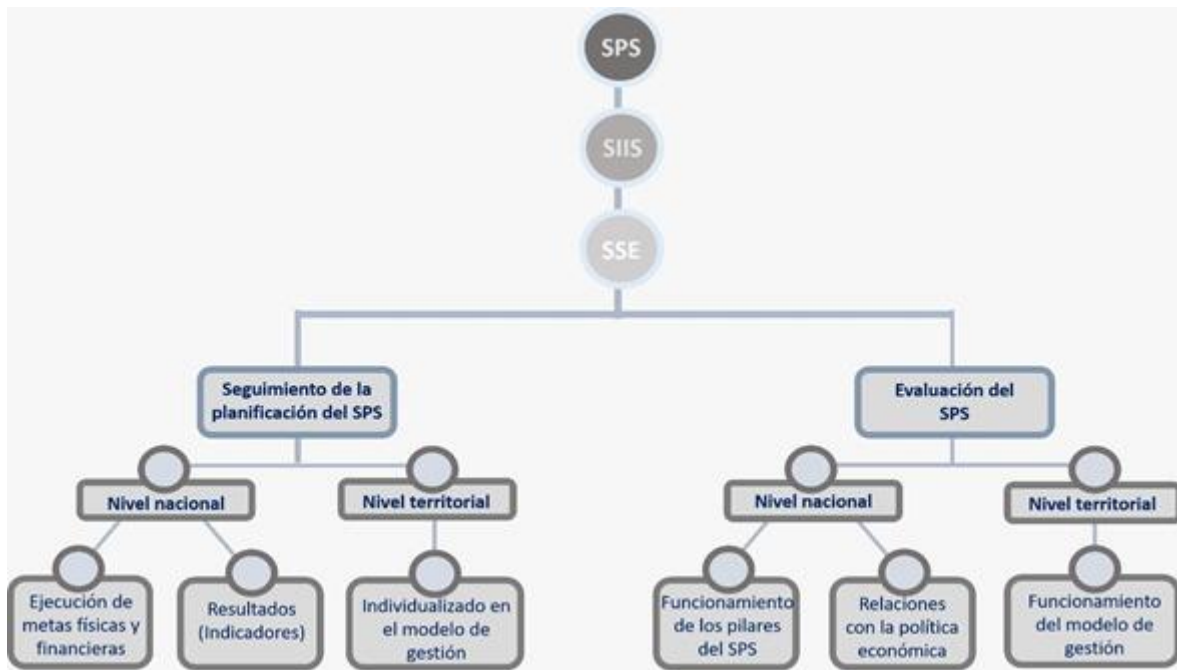 SPS
SIIS
SSE
Seguimiento de la
planificación del SPS
Evaluación del
SPS
Nivel nacional
Nivel territorial
Nivel nacional
Nivel territorial
Ejecución de
metas físicas y
financieras
Resultados
(Indicadores)
Individualizado en
el modelo de
gestión
Funcionamiento
de los pilares
del SPS
Relaciones
con la política
económica
Funcionamiento
del modelo de
gestión